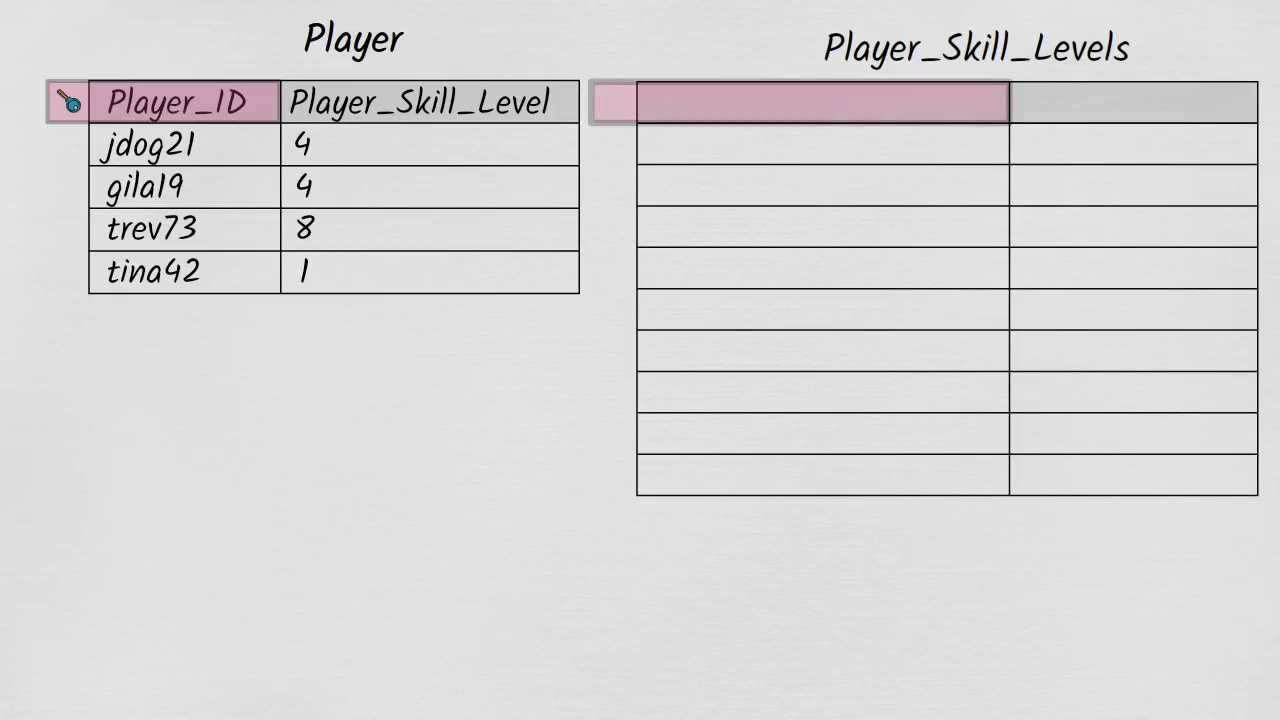 Player
Player_ID Player_Skill_Level
jdog21 4
gila19 4
trev73 8
tina42 1
Player_Skill_Levels